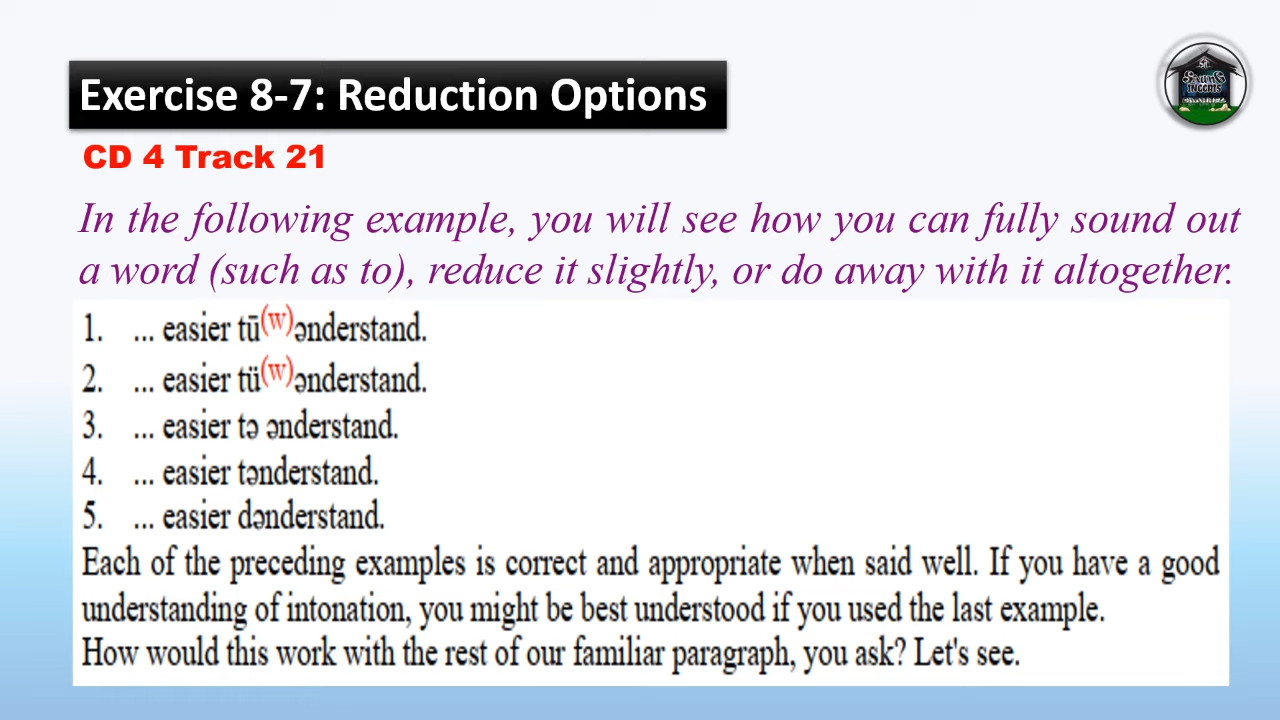 Exercise 8-7: Reduction Options
CD 4 Track 21
In the following example, you will see how you can fully sound out
a word (such as to), reduce it slightly, or do away with it altogether.
1. ... easier tū(w)ənderstand.
2. ... easier tü(w)ənderstand.
3. ... easier tə ənderstand.
4. ... easier tənderstand.
5. ... easier dənderstand.
Each of the preceding examples is correct and appropriate when said well. If you have a good
understanding of intonation, you might be best understood if you used the last example.
How would this work with the rest of our familiar paragraph, you ask? Let's see.
INGGRIS